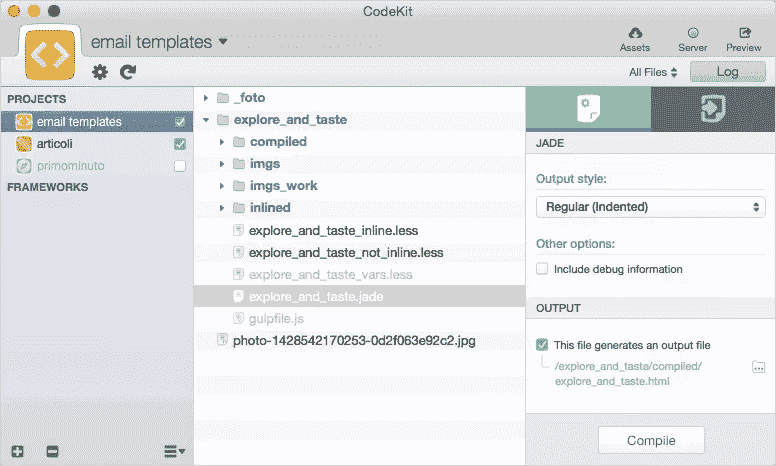 CodeKit
email templates
Assets
Server
Preview
All Files
Log
PROJECTS
email templates
articoli
primominuto
FRAMEWORKS
_foto
explore_and_taste
compiled
imgs
imgs_work
inlined
explore_and_taste_inline.less
explore_and_taste_not_inline.less
explore_and_taste_vars.less
explore_and_taste.jade
gulpfile.js
photo-1428542170253-0d2f063e92c2.jpg
JADE
Output style:
Regular (Indented)
Other options:
Include debug information
OUTPUT
This file generates an output file
/explore_and_taste/compiled/
explore_and_taste.html
Compile